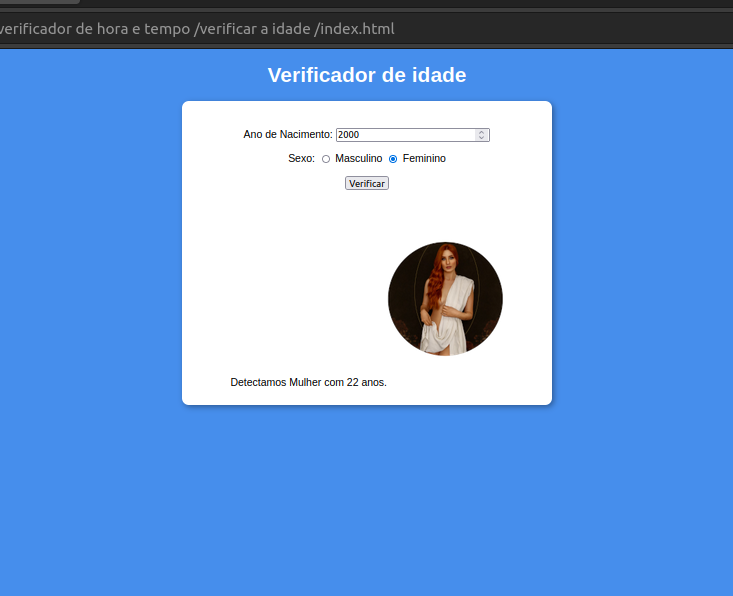 verificador de hora e tempo /verificar a idade /index.html
Verificador de idade
Ano de Nacimento: 2000
Sexo: Masculino Feminino
Verificar
Detectamos Mulher com 22 anos.